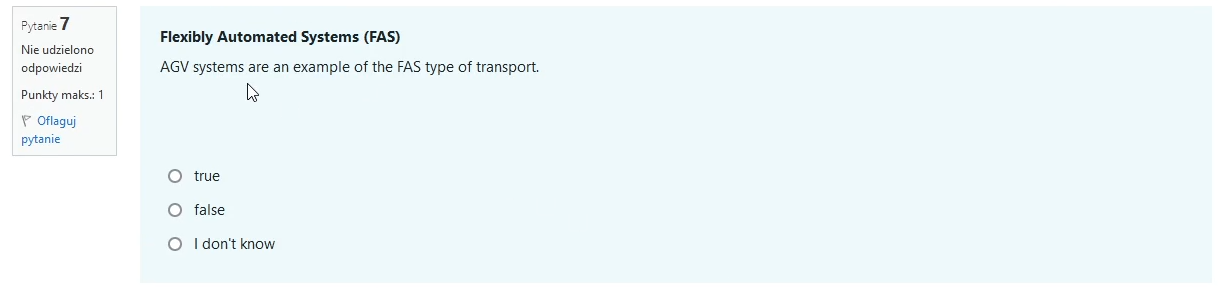 Pytanie 7
Nie udzielono
odpowiedzi
Punkty maks.: 1
Oflaguj
pytanie
Flexibly Automated Systems (FAS)
AGV systems are an example of the FAS type of transport.
true
false
I don't know